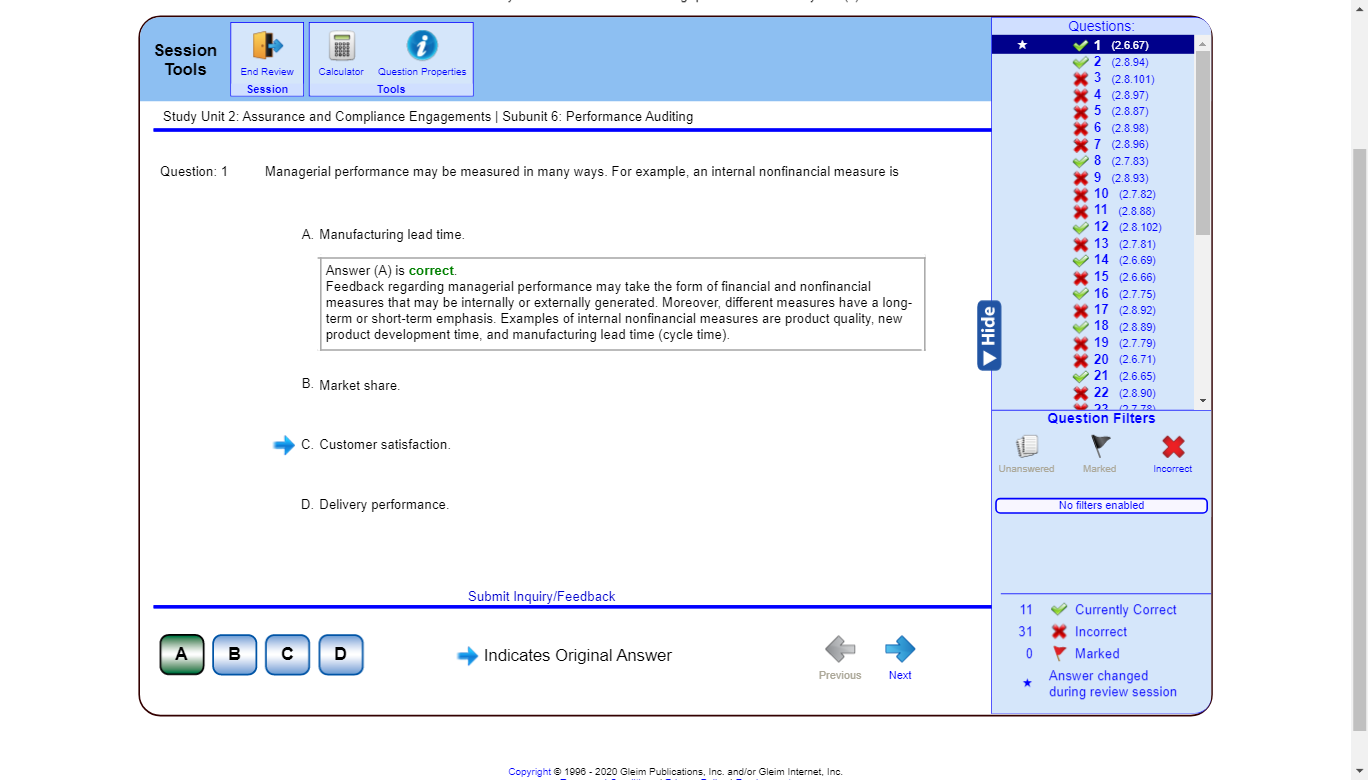 Session
Tools
End Review
Session
Calculator
Question Properties
Tools
Study Unit 2: Assurance and Compliance Engagements | Subunit 6: Performance Auditing
Question: 1
Managerial performance may be measured in many ways. For example, an internal nonfinancial measure is
A. Manufacturing lead time.
Answer (A) is correct.
Feedback regarding managerial performance may take the form of financial and nonfinancial
measures that may be internally or externally generated. Moreover, different measures have a long-
term or short-term emphasis. Examples of internal nonfinancial measures are product quality, new
product development time, and manufacturing lead time (cycle time).
B. Market share.
C. Customer satisfaction.
D. Delivery performance.
Submit Inquiry/Feedback
A
B
C
D
Indicates Original Answer
Previous
Next
Hide
Questions:
1 (2.6.67)
2 (2.8.94)
3 (2.8.101)
4 (2.8.97)
5 (2.8.87)
6 (2.8.98)
7 (2.8.96)
8 (2.7.83)
9 (2.8.93)
10 (2.7.82)
11 (2.8.88)
12 (2.8.102)
13 (2.7.81)
14 (2.6.69)
15 (2.6.66)
16 (2.7.75)
17 (2.8.92)
18 (2.8.89)
19 (2.7.79)
20 (2.6.71)
21 (2.6.65)
22 (2.8.90)
23 (2.7.78)
Question Filters
Unanswered
Marked
Incorrect
No filters enabled
11 Currently Correct
31 Incorrect
0 Marked
Answer changed
during review session
Copyright © 1996 - 2020 Gleim Publications, Inc. and/or Gleim Internet, Inc.